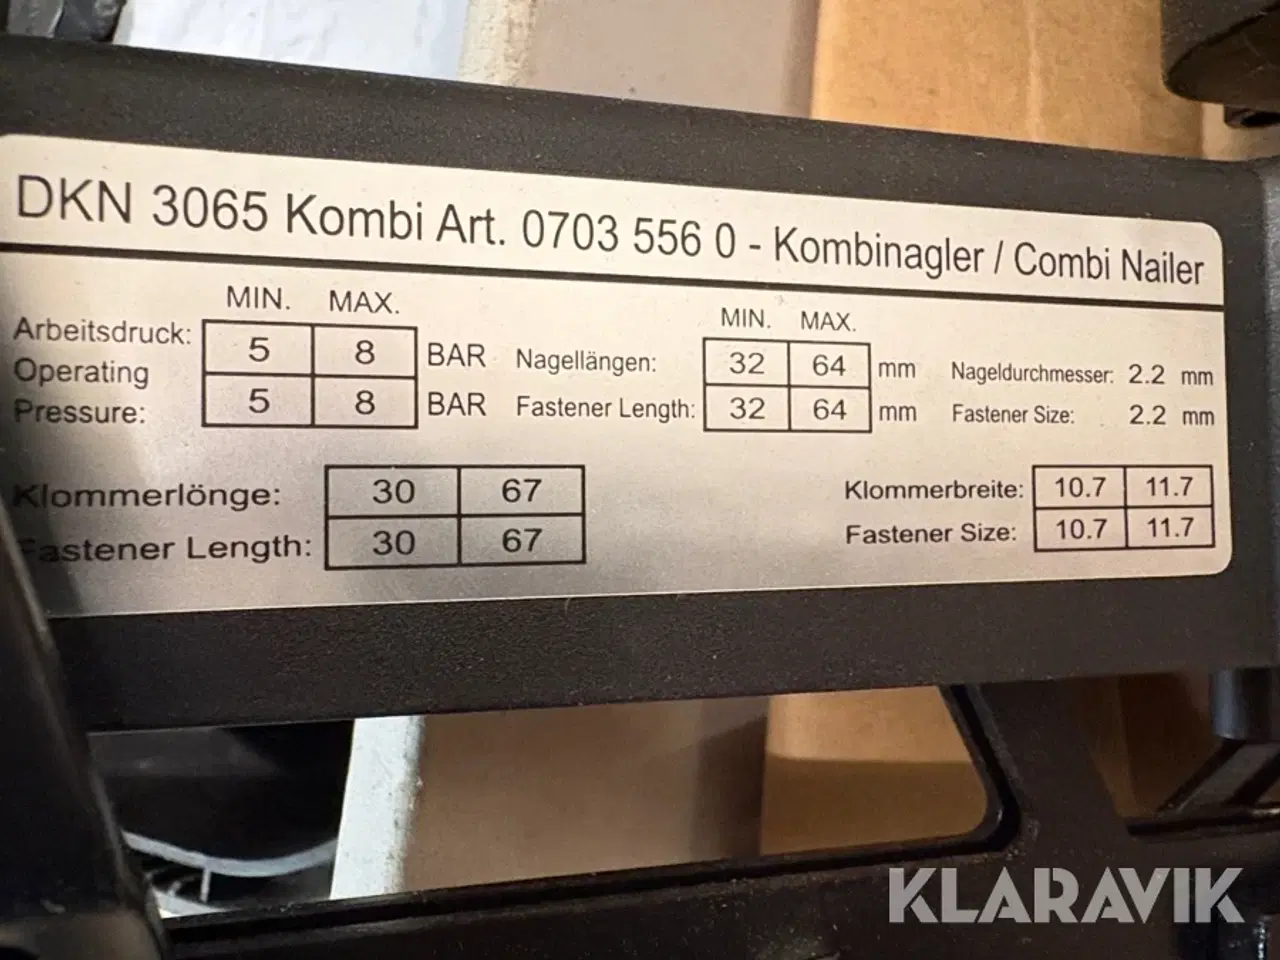 DKN 3065 Kombi Art. 0703 556 0 - Kombinagler / Combi Nailer
MIN. MAX.
Arbeitsdruck: 5 8 BAR
Operating Pressure: 5 8 BAR
MIN. MAX.
Nagellängen: 32 64 mm
Fastener Length: 32 64 mm
Nageldurchmesser: 2.2 mm
Fastener Size: 2.2 mm
Klommerlönge: 30 67
Fastener Length: 30 67
Klommerbreite: 10.7 11.7
Fastener Size: 10.7 11.7
KLARAVIK